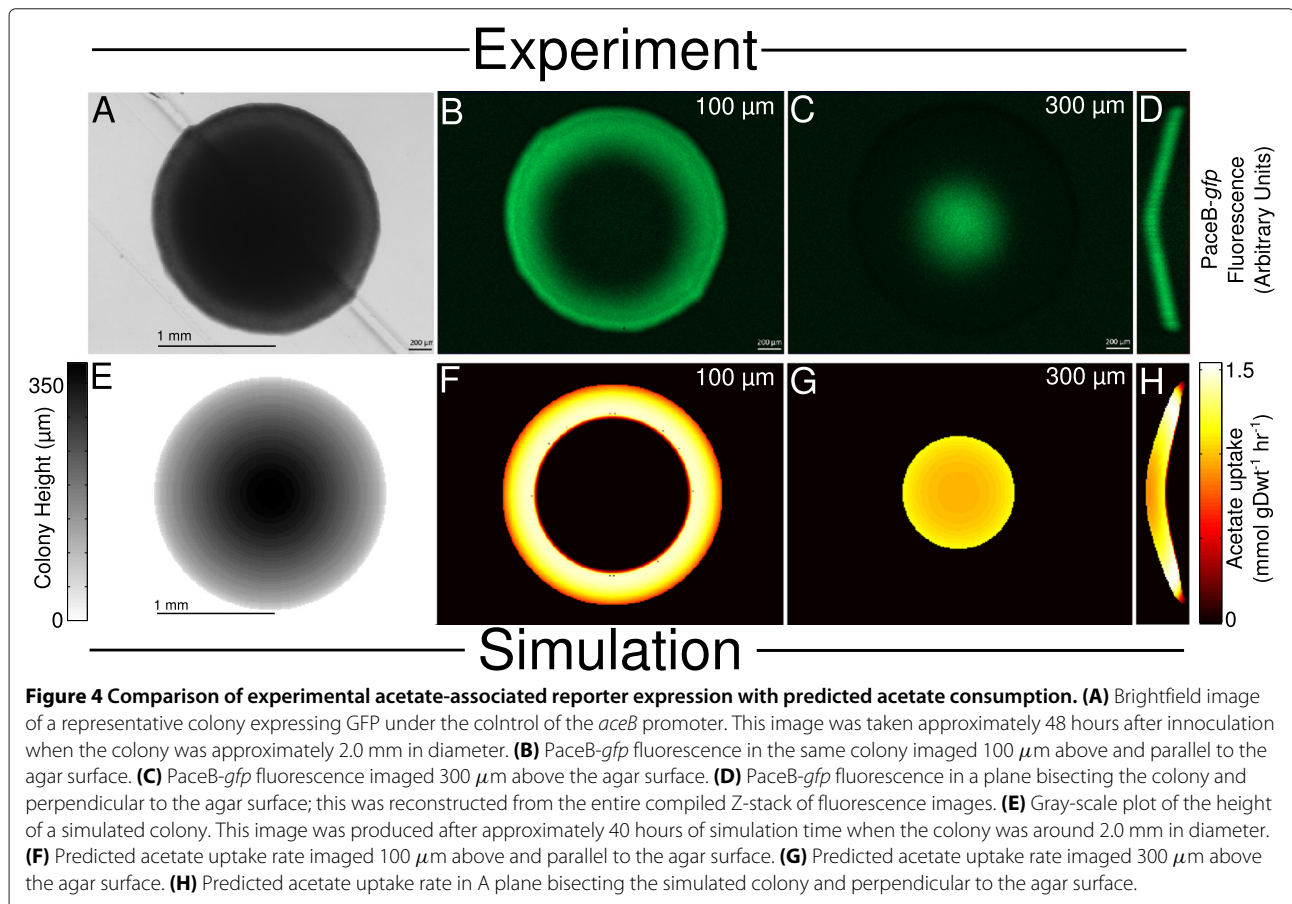 Experiment
A
1 mm
200 μm
B
100 μm
200 μm
C
300 μm
200 μm
D
PaceB-gfp
Fluorescence
(Arbitrary Units)
350
Colony Height (μm)
0
E
1 mm
F
100 μm
G
300 μm
H
1.5
Acetate uptake
(mmol gDwt⁻¹ hr⁻¹)
0
Simulation
Figure 4 Comparison of experimental acetate-associated reporter expression with predicted acetate consumption. (A) Brightfield image
of a representative colony expressing GFP under the colntrol of the aceB promoter. This image was taken approximately 48 hours after innoculation
when the colony was approximately 2.0 mm in diameter. (B) PaceB-gfp fluorescence in the same colony imaged 100 μm above and parallel to the
agar surface. (C) PaceB-gfp fluorescence imaged 300 μm above the agar surface. (D) PaceB-gfp fluorescence in a plane bisecting the colony and
perpendicular to the agar surface; this was reconstructed from the entire compiled Z-stack of fluorescence images. (E) Gray-scale plot of the height
of a simulated colony. This image was produced after approximately 40 hours of simulation time when the colony was around 2.0 mm in diameter.
(F) Predicted acetate uptake rate imaged 100 μm above and parallel to the agar surface. (G) Predicted acetate uptake rate imaged 300 μm above
the agar surface. (H) Predicted acetate uptake rate in A plane bisecting the simulated colony and perpendicular to the agar surface.